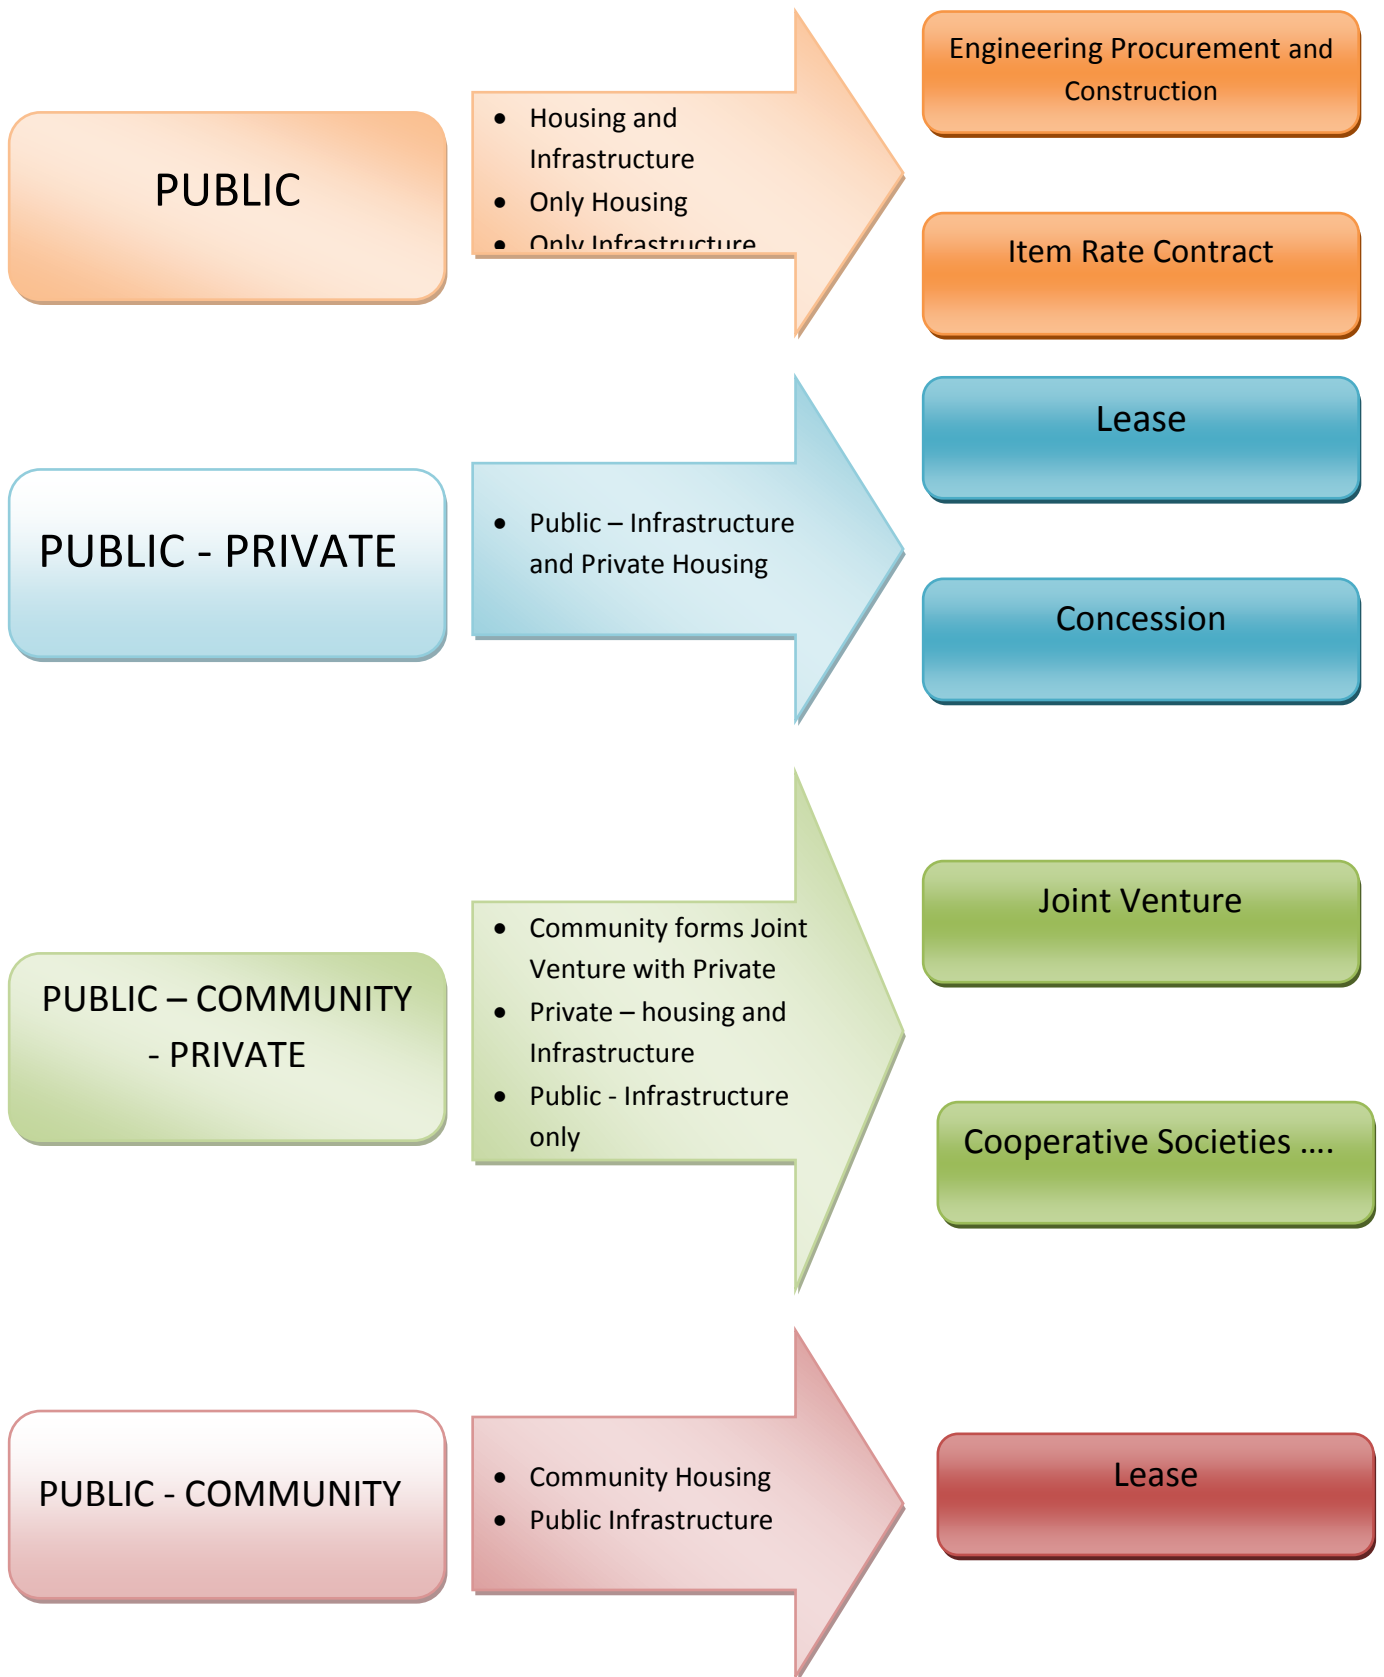 PUBLIC
• Housing and
Infrastructure
• Only Housing
• Only Infrastructure
Engineering Procurement and
Construction
Item Rate Contract
PUBLIC - PRIVATE
• Public – Infrastructure
and Private Housing
Lease
Concession
PUBLIC – COMMUNITY
- PRIVATE
• Community forms Joint
Venture with Private
• Private – housing and
Infrastructure
• Public - Infrastructure
only
Joint Venture
Cooperative Societies ....
PUBLIC - COMMUNITY
• Community Housing
• Public Infrastructure
Lease